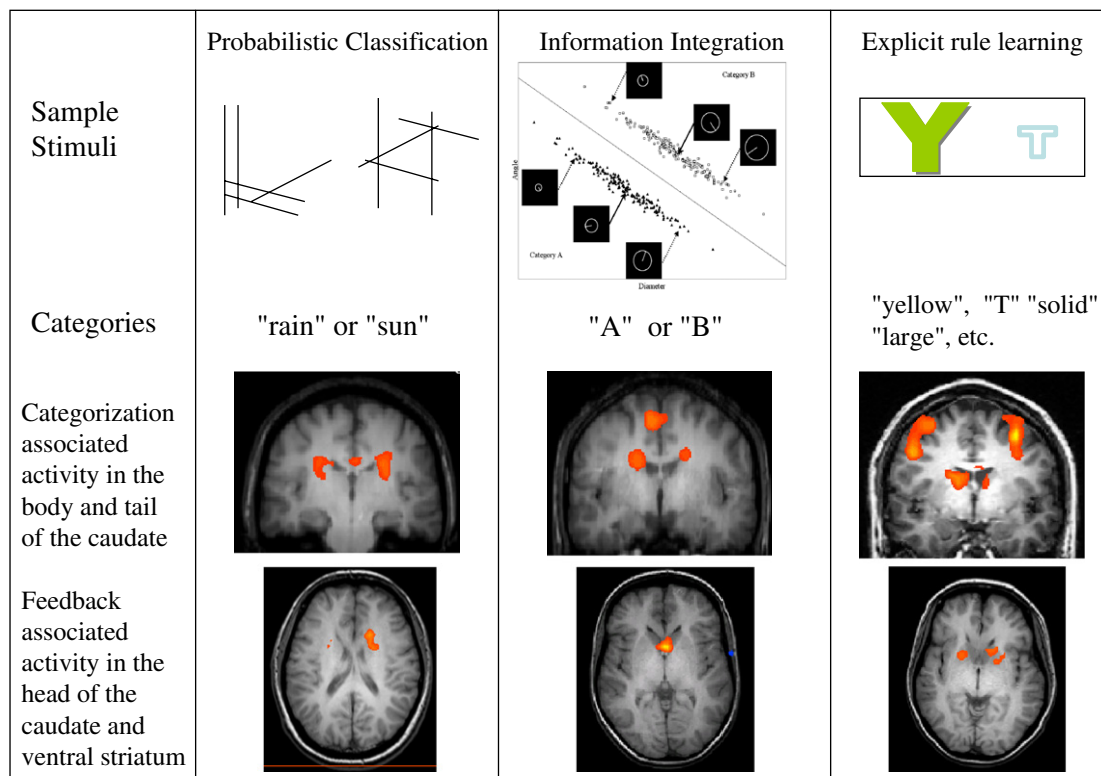 Probabilistic Classification
Information Integration
Explicit rule learning
Sample
Stimuli
Category B
Angle
Category A
Diameter
Y T
Categories
"rain" or "sun"
"A" or "B"
"yellow", "T" "solid"
"large", etc.
Categorization
associated
activity in the
body and tail
of the caudate
Feedback
associated
activity in the
head of the
caudate and
ventral striatum